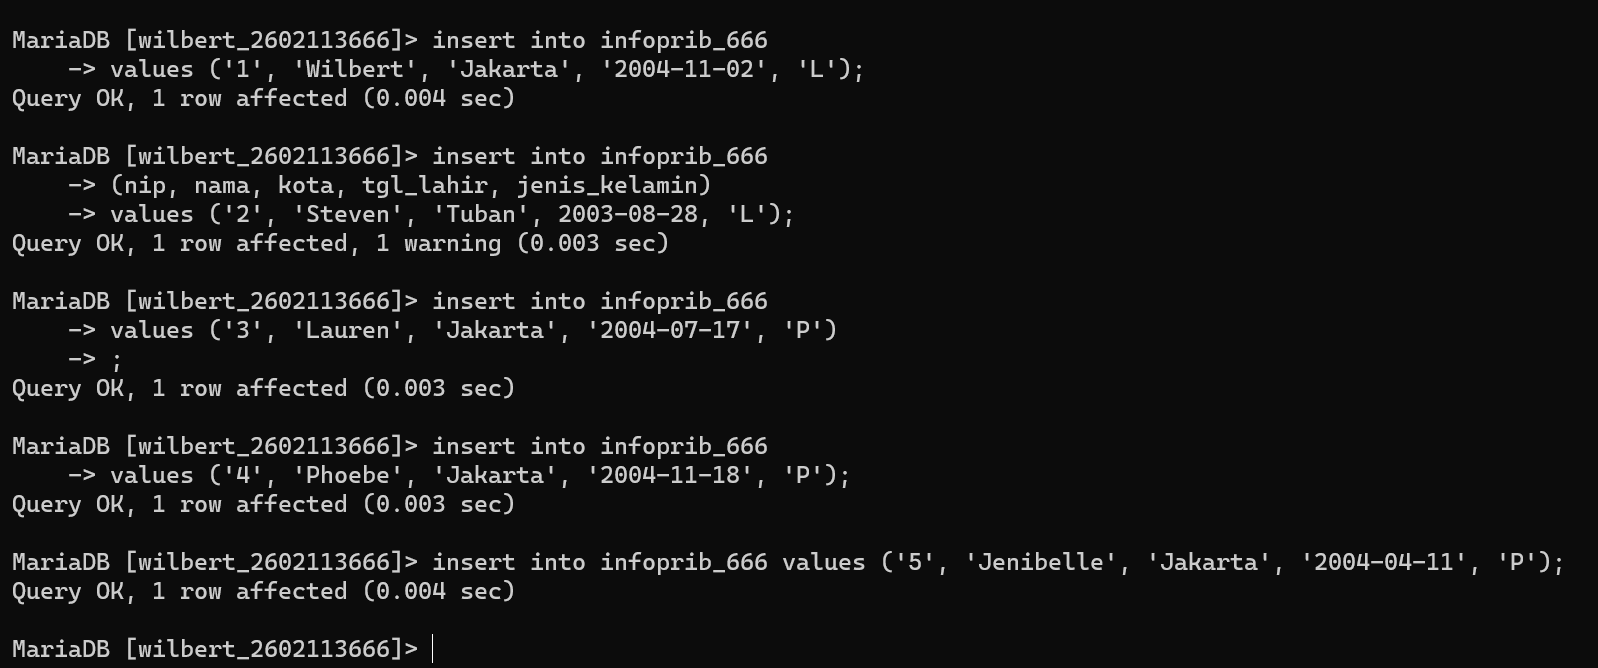 MariaDB [wilbert_2602113666]> insert into infoprib_666
    -> values ('1', 'Wilbert', 'Jakarta', '2004-11-02', 'L');
Query OK, 1 row affected (0.004 sec)

MariaDB [wilbert_2602113666]> insert into infoprib_666
    -> (nip, nama, kota, tgl_lahir, jenis_kelamin)
    -> values ('2', 'Steven', 'Tuban', 2003-08-28, 'L');
Query OK, 1 row affected, 1 warning (0.003 sec)

MariaDB [wilbert_2602113666]> insert into infoprib_666
    -> values ('3', 'Lauren', 'Jakarta', '2004-07-17', 'P')
    -> ;
Query OK, 1 row affected (0.003 sec)

MariaDB [wilbert_2602113666]> insert into infoprib_666
    -> values ('4', 'Phoebe', 'Jakarta', '2004-11-18', 'P');
Query OK, 1 row affected (0.003 sec)

MariaDB [wilbert_2602113666]> insert into infoprib_666 values ('5', 'Jenibelle', 'Jakarta', '2004-04-11', 'P');
Query OK, 1 row affected (0.004 sec)

MariaDB [wilbert_2602113666]>